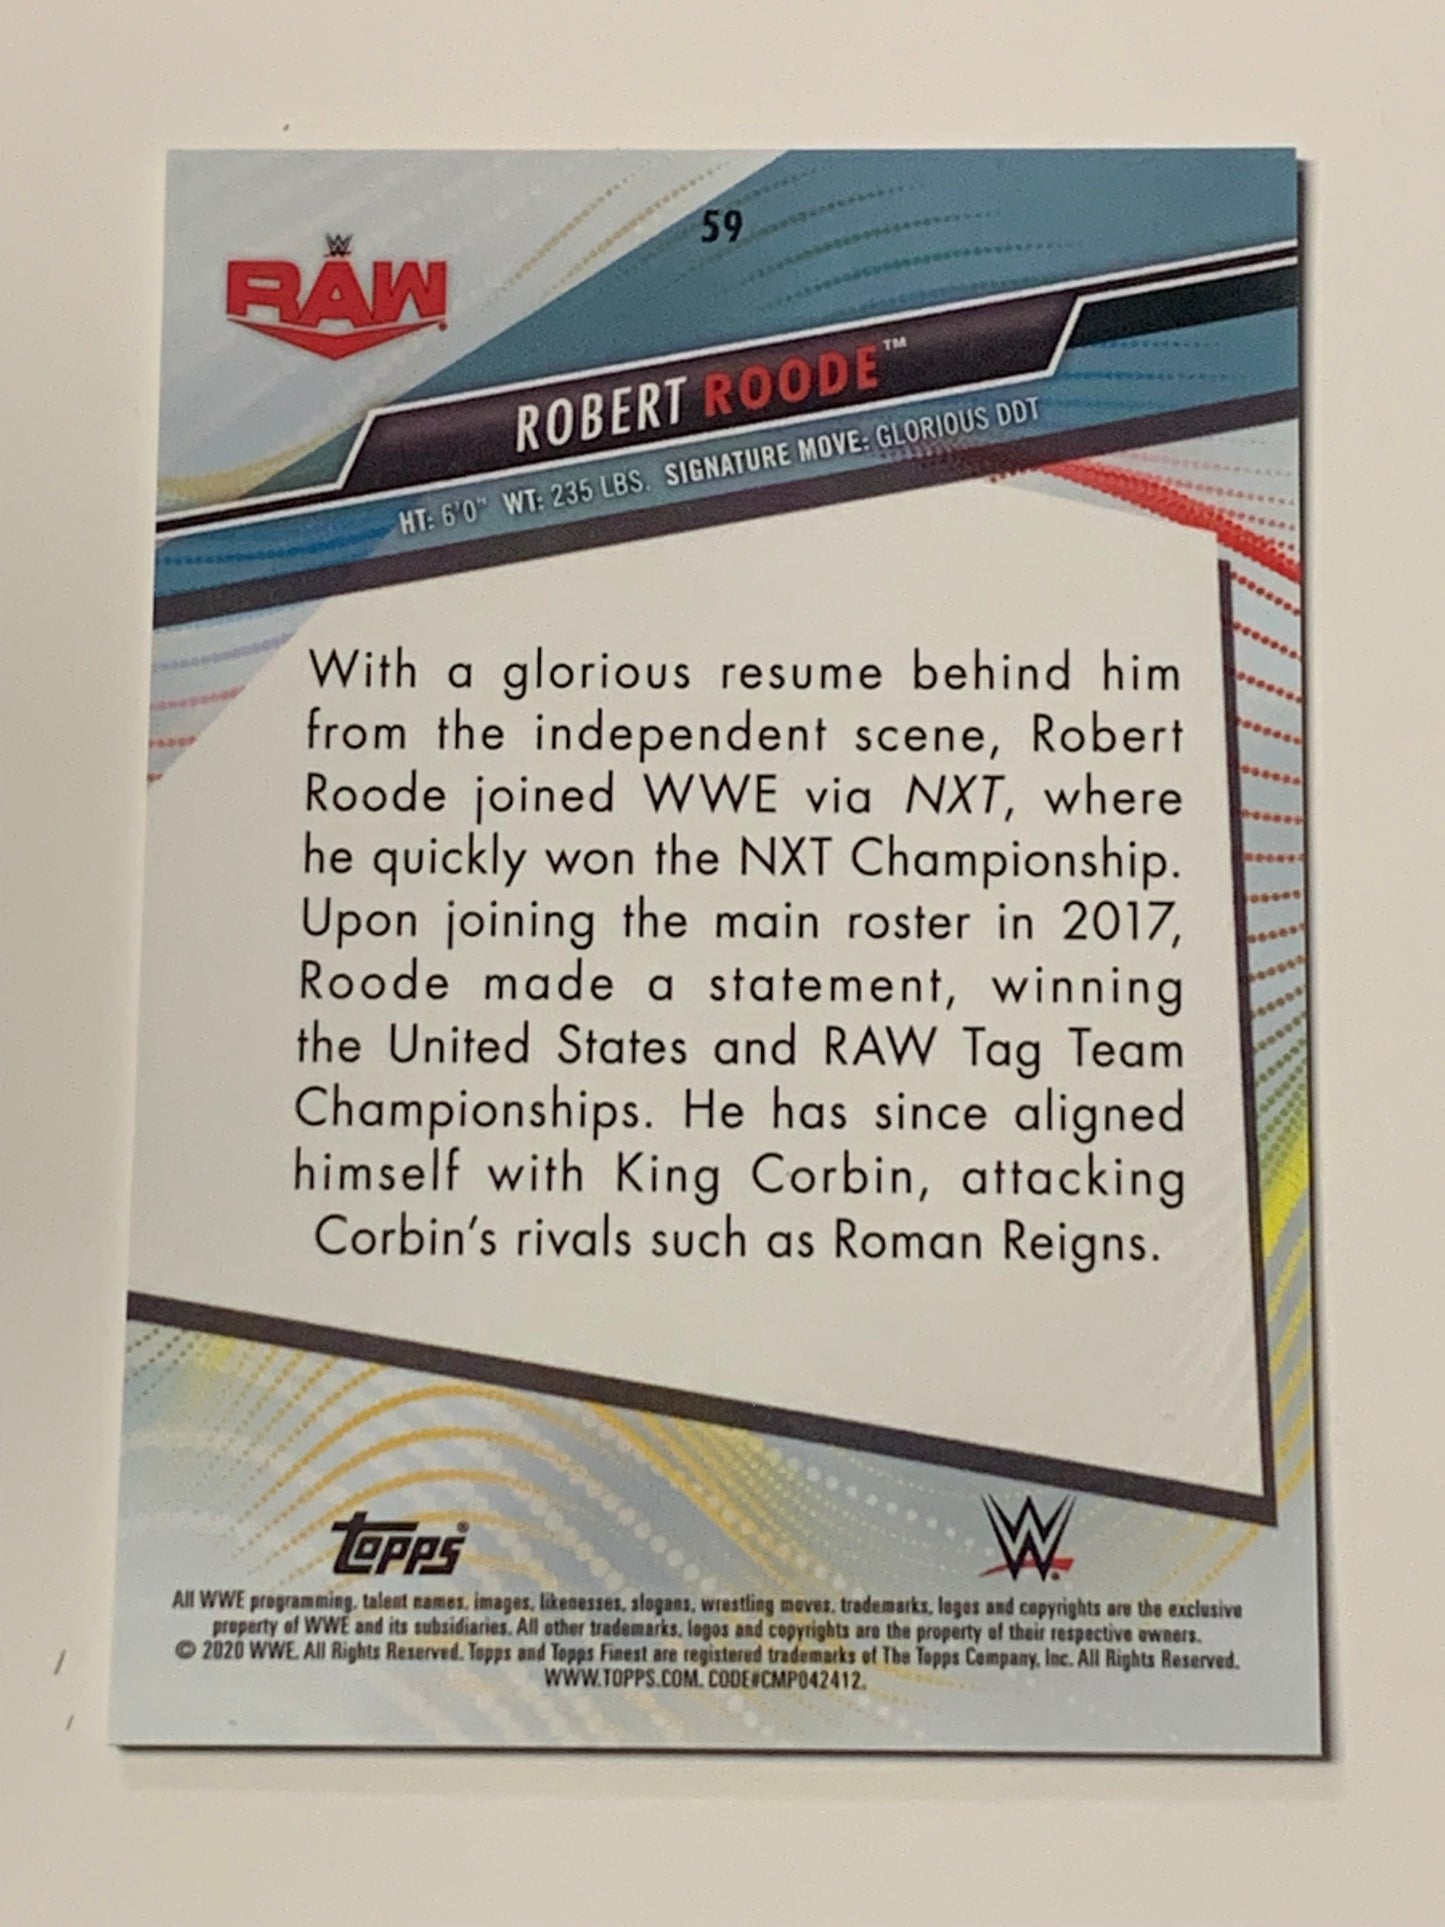 59
W
RAW
ROBERT ROODE™
HT: 6'0" WT: 235 LBS. SIGNATURE MOVE: GLORIOUS DDT
With a glorious resume behind him
from the independent scene, Robert
Roode joined WWE via NXT, where
he quickly won the NXT Championship.
Upon joining the main roster in 2017,
Roode made a statement, winning
the United States and RAW Tag Team
Championships. He has since aligned
himself with King Corbin, attacking
Corbin's rivals such as Roman Reigns.
topps®
W
All WWE programming, talent names, images, likenesses, slogans, wrestling moves, trademarks, logos and copyrights are the exclusive
property of WWE and its subsidiaries. All other trademarks, logos and copyrights are the property of their respective owners.
© 2020 WWE. All Rights Reserved. Topps and Topps Finest are registered trademarks of The Topps Company, Inc. All Rights Reserved.
WWW.TOPPS.COM. CODE#CMP042412.